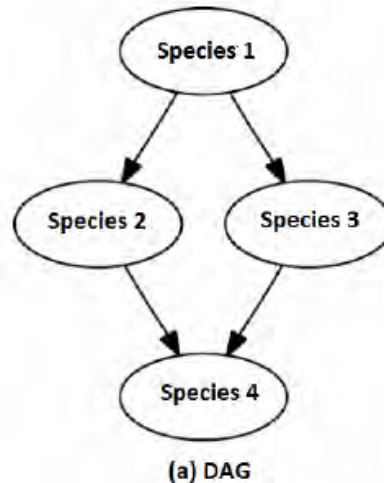 Species 1
Species 2
Species 3
Species 4
(a) DAG